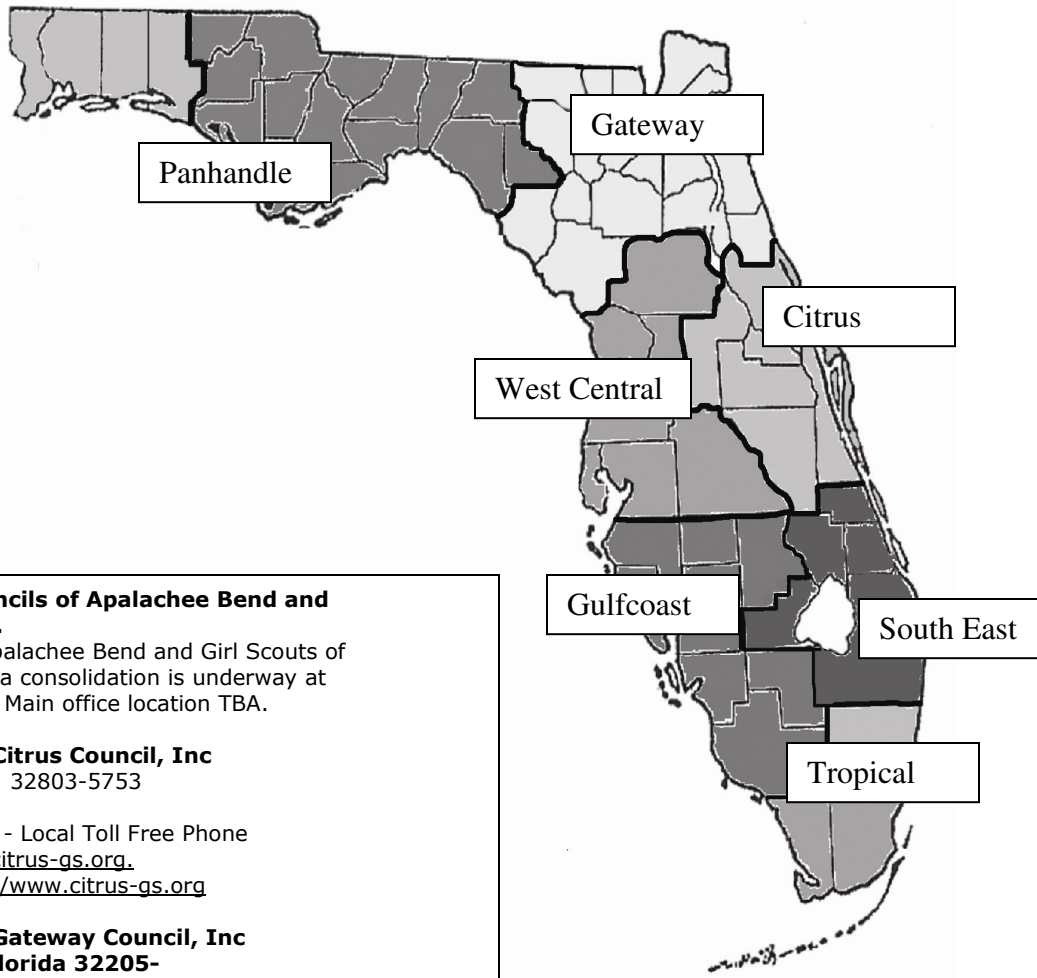 Gateway
Panhandle
Citrus
West Central
Gulfcoast
South East
Tropical
ncils of Apalachee Bend and
palachee Bend and Girl Scouts of
a consolidation is underway at
Main office location TBA.
Citrus Council, Inc
32803-5753
- Local Toll Free Phone
citrus-gs.org.
/www.citrus-gs.org
Gateway Council, Inc
lorida 32205-